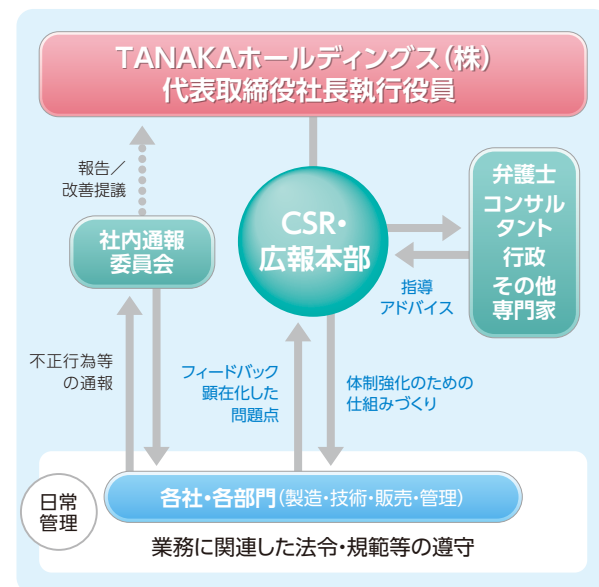 TANAKAホールディングス(株)
代表取締役社長執行役員
報告/
改善提議
社内通報
委員会
CSR・
広報本部
弁護士
コンサル
タント
行政
その他
専門家
指導
アドバイス
不正行為等
の通報
フィードバック
顕在化した
問題点
体制強化のための
仕組みづくり
日常
管理
各社・各部門(製造・技術・販売・管理)
業務に関連した法令・規範等の遵守